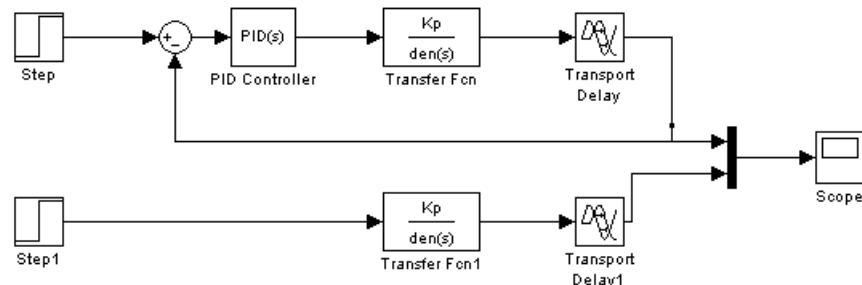 +
−
PID(s)
Kp
den(s)
Step
PID Controller
Transfer Fcn
Transport
Delay
Scope
Kp
den(s)
Step1
Transfer Fcn1
Transport
Delay1